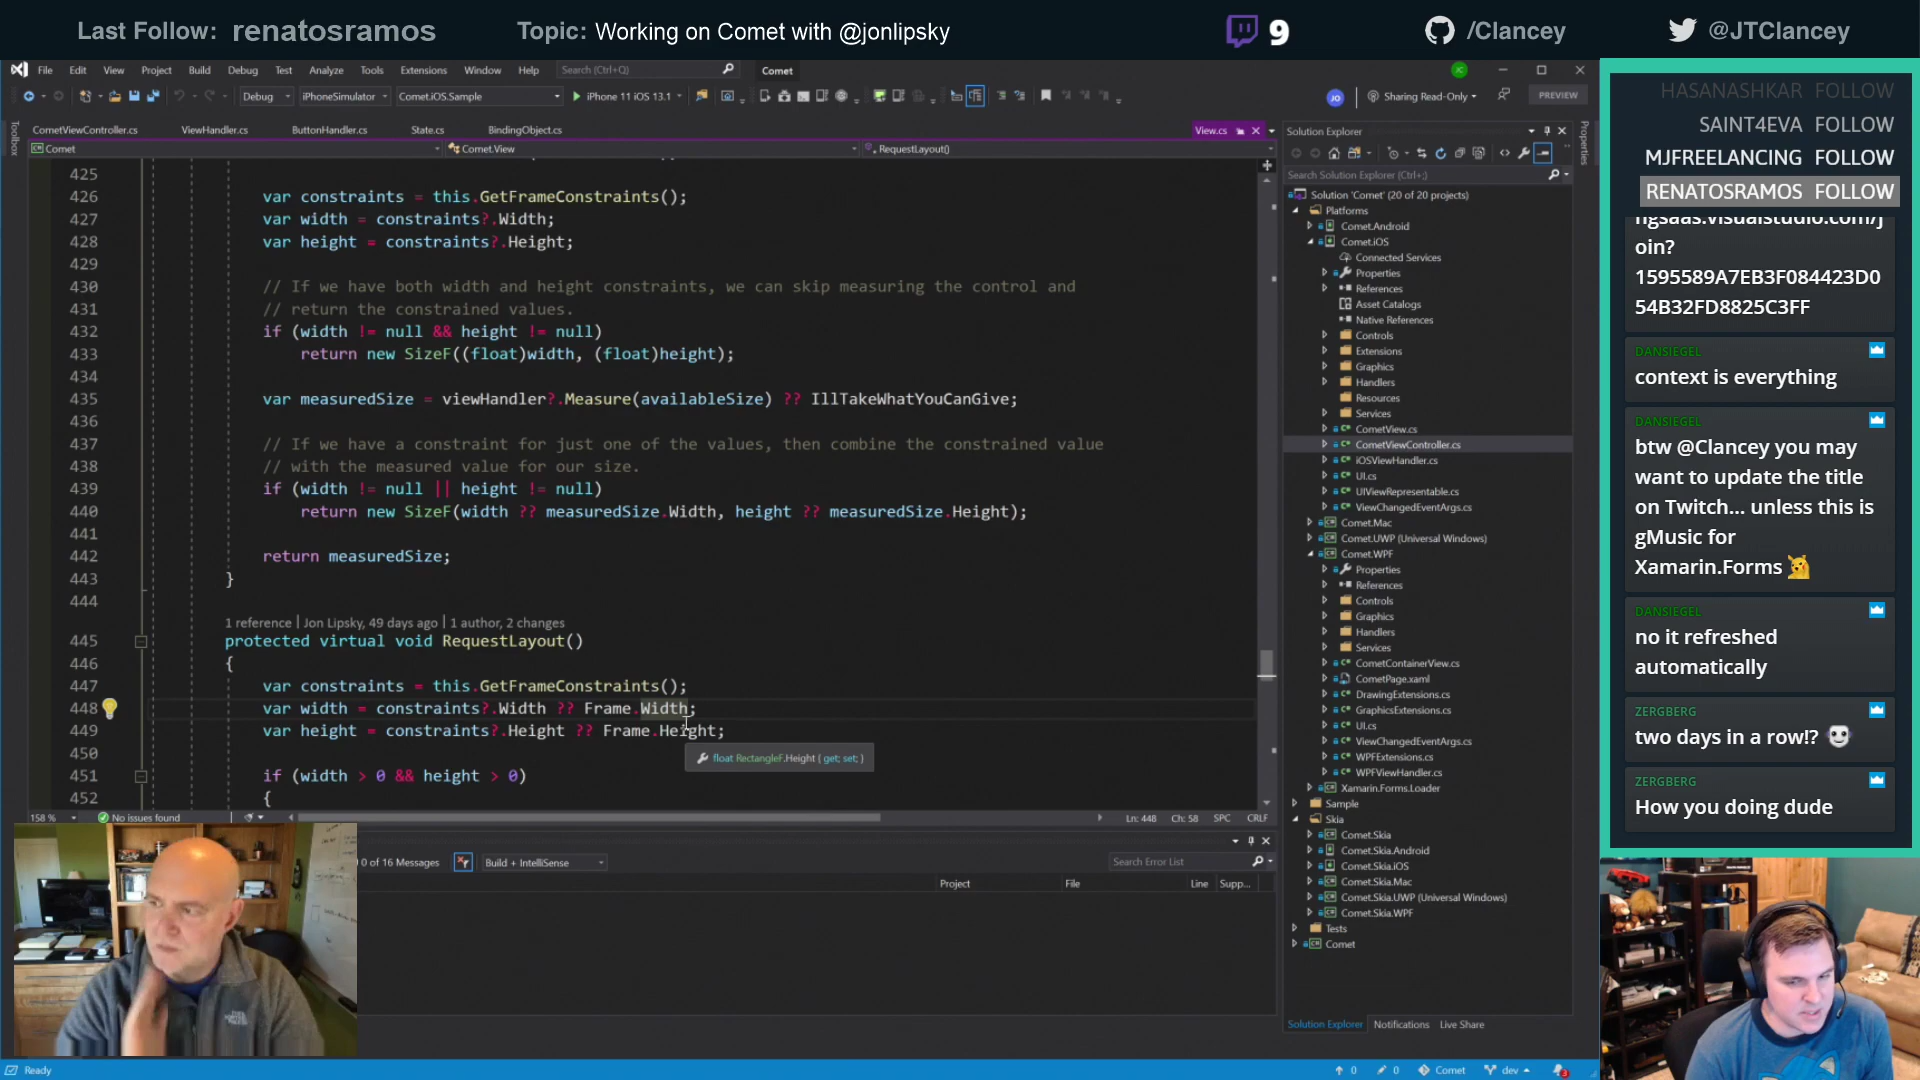 Last Follow: renatosramos
Topic: Working on Comet with @jonlipsky
9
/Clancey
@JTClancey
File Edit View Project Build Debug Test Analyze Tools Extensions Window Help
Search (Ctrl+Q)
Comet
Debug
iPhoneSimulator
Comet.iOS.Sample
iPhone 11 iOS 13.1
JO
Sharing Read-Only
PREVIEW
Toolbox
CometViewController.cs ViewHandler.cs ButtonHandler.cs State.cs BindingObject.cs
View.cs
Comet
Comet.View
RequestLayout()
425
426 var constraints = this.GetFrameConstraints();
427 var width = constraints?.Width;
428 var height = constraints?.Height;
429
430 // If we have both width and height constraints, we can skip measuring the control and
431 // return the constrained values.
432 if (width != null && height != null)
433 return new SizeF((float)width, (float)height);
434
435 var measuredSize = viewHandler?.Measure(availableSize) ?? IllTakeWhatYouCanGive;
436
437 // If we have a constraint for just one of the values, then combine the constrained value
438 // with the measured value for our size.
439 if (width != null || height != null)
440 return new SizeF(width ?? measuredSize.Width, height ?? measuredSize.Height);
441
442 return measuredSize;
443 }
444
1 reference | Jon Lipsky, 49 days ago | 1 author, 2 changes
445 protected virtual void RequestLayout()
446 {
447 var constraints = this.GetFrameConstraints();
448 var width = constraints?.Width ?? Frame.Width;
449 var height = constraints?.Height ?? Frame.Height;
450
float RectangleF.Height { get; set; }
451 if (width > 0 && height > 0)
452 {
158 %
No issues found
Ln: 448 Ch: 58 SPC CRLF
0 of 16 Messages
Build + IntelliSense
Search Error List
Project File Line Supp...
Solution Explorer
Properties
Search Solution Explorer (Ctrl+;)
Solution 'Comet' (20 of 20 projects)
Platforms
Comet.Android
Comet.iOS
Connected Services
Properties
References
Asset Catalogs
Native References
Controls
Extensions
Graphics
Handlers
Resources
Services
CometView.cs
CometViewController.cs
iOSViewHandler.cs
UI.cs
UIViewRepresentable.cs
ViewChangedEventArgs.cs
Comet.Mac
Comet.UWP (Universal Windows)
Comet.WPF
Properties
References
Controls
Graphics
Handlers
Services
CometContainerView.cs
CometPage.xaml
DrawingExtensions.cs
GraphicsExtensions.cs
UI.cs
ViewChangedEventArgs.cs
WPFExtensions.cs
WPFViewHandler.cs
Xamarin.Forms.Loader
Sample
Skia
Comet.Skia
Comet.Skia.Android
Comet.Skia.iOS
Comet.Skia.Mac
Comet.Skia.UWP (Universal Windows)
Comet.Skia.WPF
Tests
Comet
Solution Explorer Notifications Live Share
Ready
0 0 Comet dev 3
HASANASHKAR FOLLOW
SAINT4EVA FOLLOW
MJFREELANCING FOLLOW
RENATOSRAMOS FOLLOW
ngsaas.visualstudio.com/j
oin?
1595589A7EB3F084423D0
54B32FD8825C3FF
DANSIEGEL
context is everything
DANSIEGEL
btw @Clancey you may
want to update the title
on Twitch... unless this is
gMusic for
Xamarin.Forms
DANSIEGEL
no it refreshed
automatically
ZERGBERG
two days in a row!?
ZERGBERG
How you doing dude